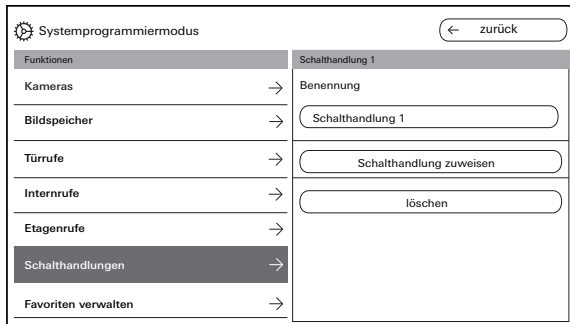 Systemprogrammiermodus
← zurück
Funktionen
Kameras
Bildspeicher
Türrufe
Internrufe
Etagenrufe
Schalthandlungen
Favoriten verwalten
Schalthandlung 1
Benennung
Schalthandlung 1
Schalthandlung zuweisen
löschen